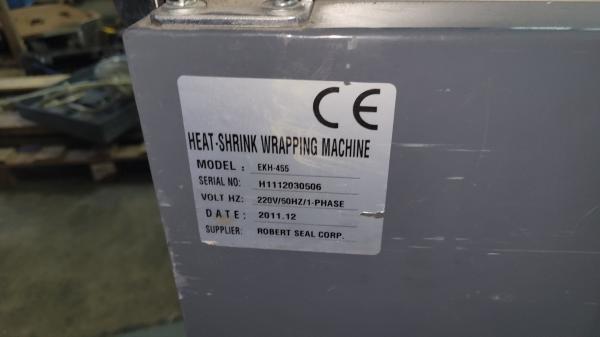 CE
HEAT-SHRINK WRAPPING MACHINE
MODEL : EKH-455
SERIAL NO: H1112030506
VOLT HZ: 220V/50HZ/1-PHASE
DATE: 2011.12
SUPPLIER: ROBERT SEAL CORP.